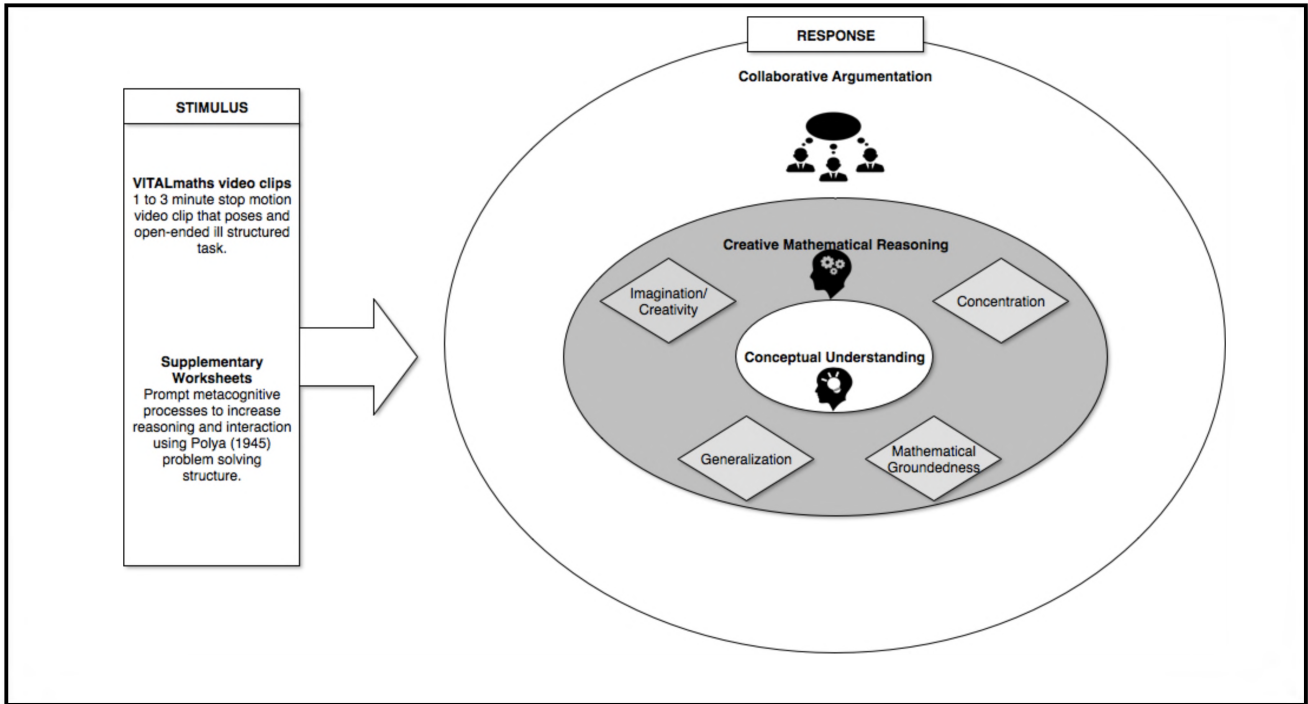 STIMULUS
VITALmaths video clips
1 to 3 minute stop motion
video clip that poses and
open-ended ill structured
task.
Supplementary
Worksheets
Prompt metacognitive
processes to increase
reasoning and interaction
using Polya (1945)
problem solving
structure.
RESPONSE
Collaborative Argumentation
Creative Mathematical Reasoning
Imagination/
Creativity
Concentration
Conceptual Understanding
Generalization
Mathematical
Groundedness